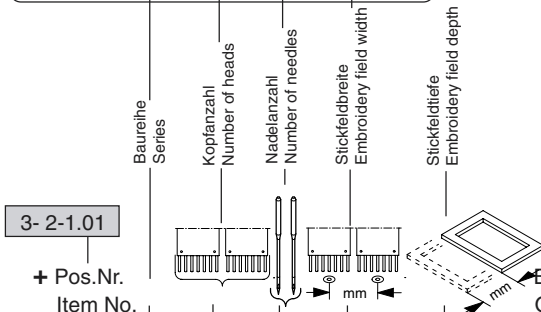 Baureihe
Series
Kopfanzahl
Number of heads
Nadelanzahl
Number of needles
Stickfeldbreite
Embroidery field width
Stickfeldtiefe
Embroidery field depth
3- 2-1.01
+ Pos.Nr.
Item No.
mm
mm